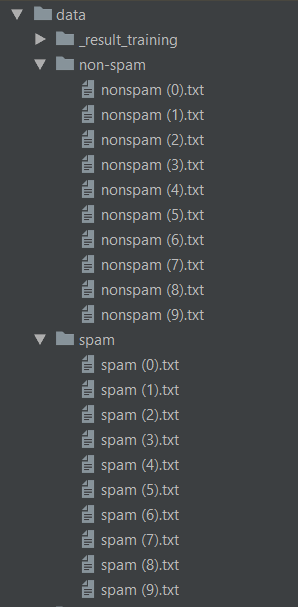 data
_result_training
non-spam
nonspam (0).txt
nonspam (1).txt
nonspam (2).txt
nonspam (3).txt
nonspam (4).txt
nonspam (5).txt
nonspam (6).txt
nonspam (7).txt
nonspam (8).txt
nonspam (9).txt
spam
spam (0).txt
spam (1).txt
spam (2).txt
spam (3).txt
spam (4).txt
spam (5).txt
spam (6).txt
spam (7).txt
spam (8).txt
spam (9).txt